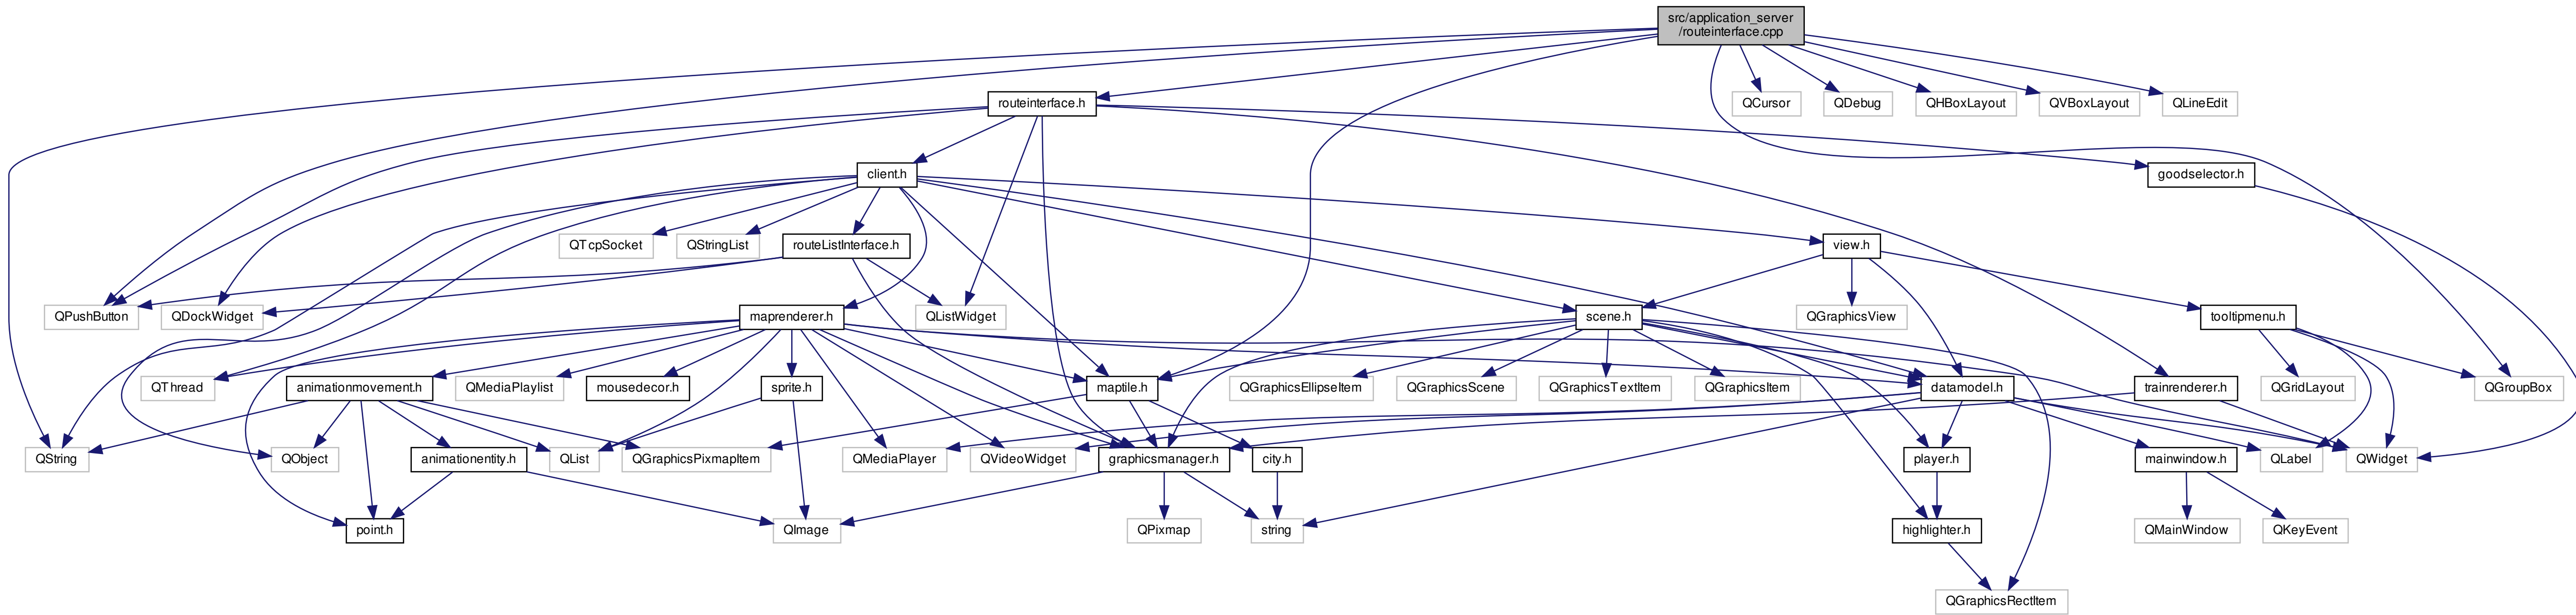 src/application_server
/routeinterface.cpp
routeinterface.h
QCursor
QDebug
QHBoxLayout
QVBoxLayout
QLineEdit
client.h
goodselector.h
QTcpSocket
QStringList
routeListInterface.h
view.h
QPushButton
QDockWidget
maprenderer.h
QListWidget
scene.h
QGraphicsView
tooltipmenu.h
QThread
animationmovement.h
QMediaPlaylist
mousedecor.h
sprite.h
maptile.h
QGraphicsEllipseItem
QGraphicsScene
QGraphicsTextItem
QGraphicsItem
datamodel.h
trainrenderer.h
QGridLayout
QGroupBox
QString
QObject
animationentity.h
QList
QGraphicsPixmapItem
QMediaPlayer
QVideoWidget
graphicsmanager.h
city.h
player.h
mainwindow.h
QLabel
QWidget
point.h
QImage
QPixmap
string
highlighter.h
QMainWindow
QKeyEvent
QGraphicsRectItem